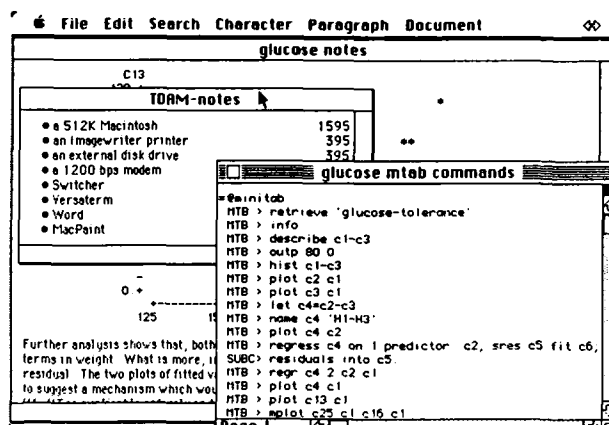 File Edit Search Character Paragraph Document
glucose notes
C13
TDAM-notes
• a 512K Macintosh 1595
• an Imagewriter printer 395
• an external disk drive 395
• a 1200 bps modem
• Switcher
• Versaterm
• Word
• MacPaint
0.+
125
Further analysis shows that, both
terms in weight What is more,
residual The two plots of fitted
to suggest a mechanism which
glucose mtab commands
=@minitab
MTB > retrieve 'glucose-tolerance'
MTB > info
MTB > describe c1-c3
MTB > outp 80 0
MTB > hist c1-c3
MTB > plot c2 c1
MTB > plot c3 c1
MTB > let c4=c2-c3
MTB > name c4 'H1-H3'
MTB > plot c4 c2
MTB > regress c4 on 1 predictor c2, sres c5 fit c6,
SUBC> residuals into c5.
MTB > regr c4 2 c2 c1
MTB > plot c4 c1
MTB > plot c13 c1
MTB > mplot c25 c1 c16 c1